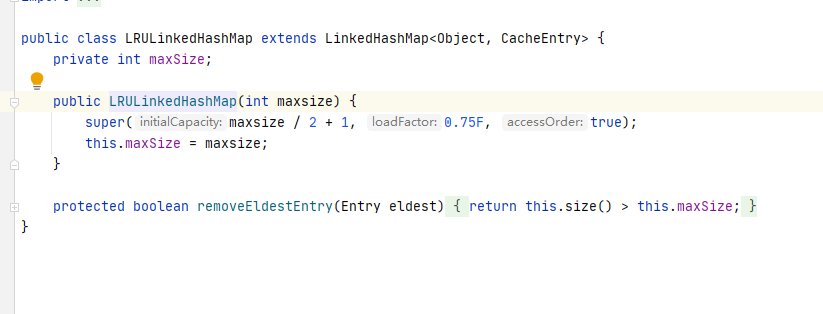 import ...
public class LRULinkedHashMap extends LinkedHashMap<Object, CacheEntry> {
private int maxSize;
public LRULinkedHashMap(int maxsize) {
super( initialCapacity: maxsize / 2 + 1, loadFactor: 0.75F, accessOrder: true);
this.maxSize = maxsize;
}
protected boolean removeEldestEntry(Entry eldest) { return this.size() > this.maxSize; }
}